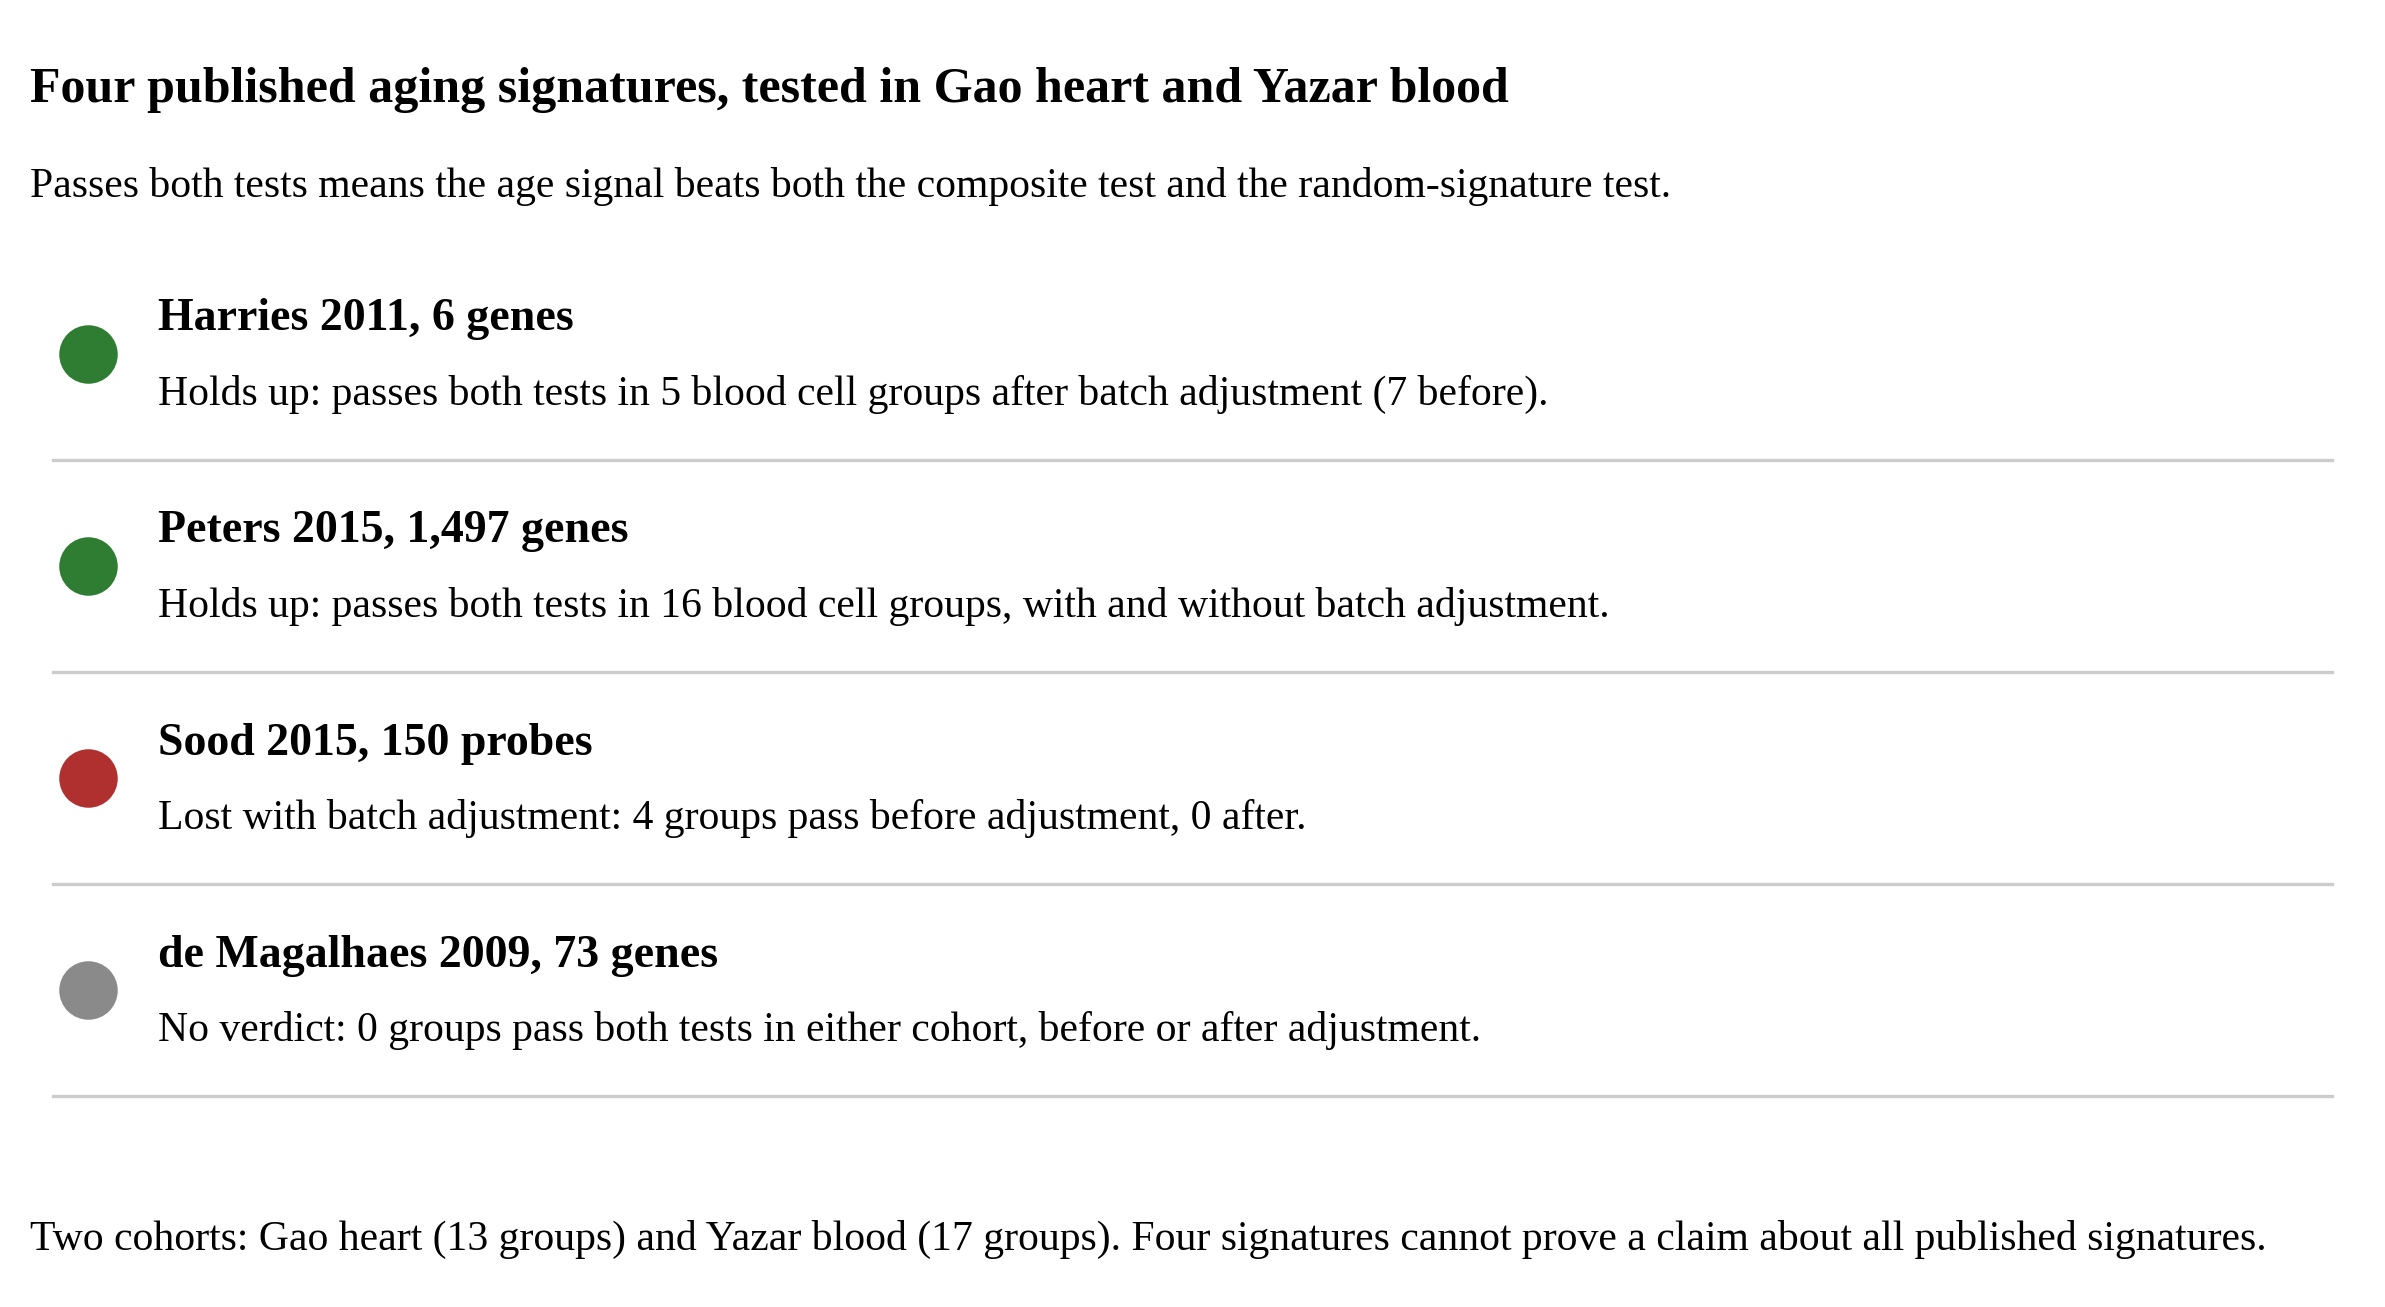 Four published aging signatures, tested in Gao heart and Yazar blood
Passes both tests means the age signal beats both the composite test and the random-signature test.
Harries 2011, 6 genes
Holds up: passes both tests in 5 blood cell groups after batch adjustment (7 before).
Peters 2015, 1,497 genes
Holds up: passes both tests in 16 blood cell groups, with and without batch adjustment.
Sood 2015, 150 probes
Lost with batch adjustment: 4 groups pass before adjustment, 0 after.
de Magalhaes 2009, 73 genes
No verdict: 0 groups pass both tests in either cohort, before or after adjustment.
Two cohorts: Gao heart (13 groups) and Yazar blood (17 groups). Four signatures cannot prove a claim about all published signatures.